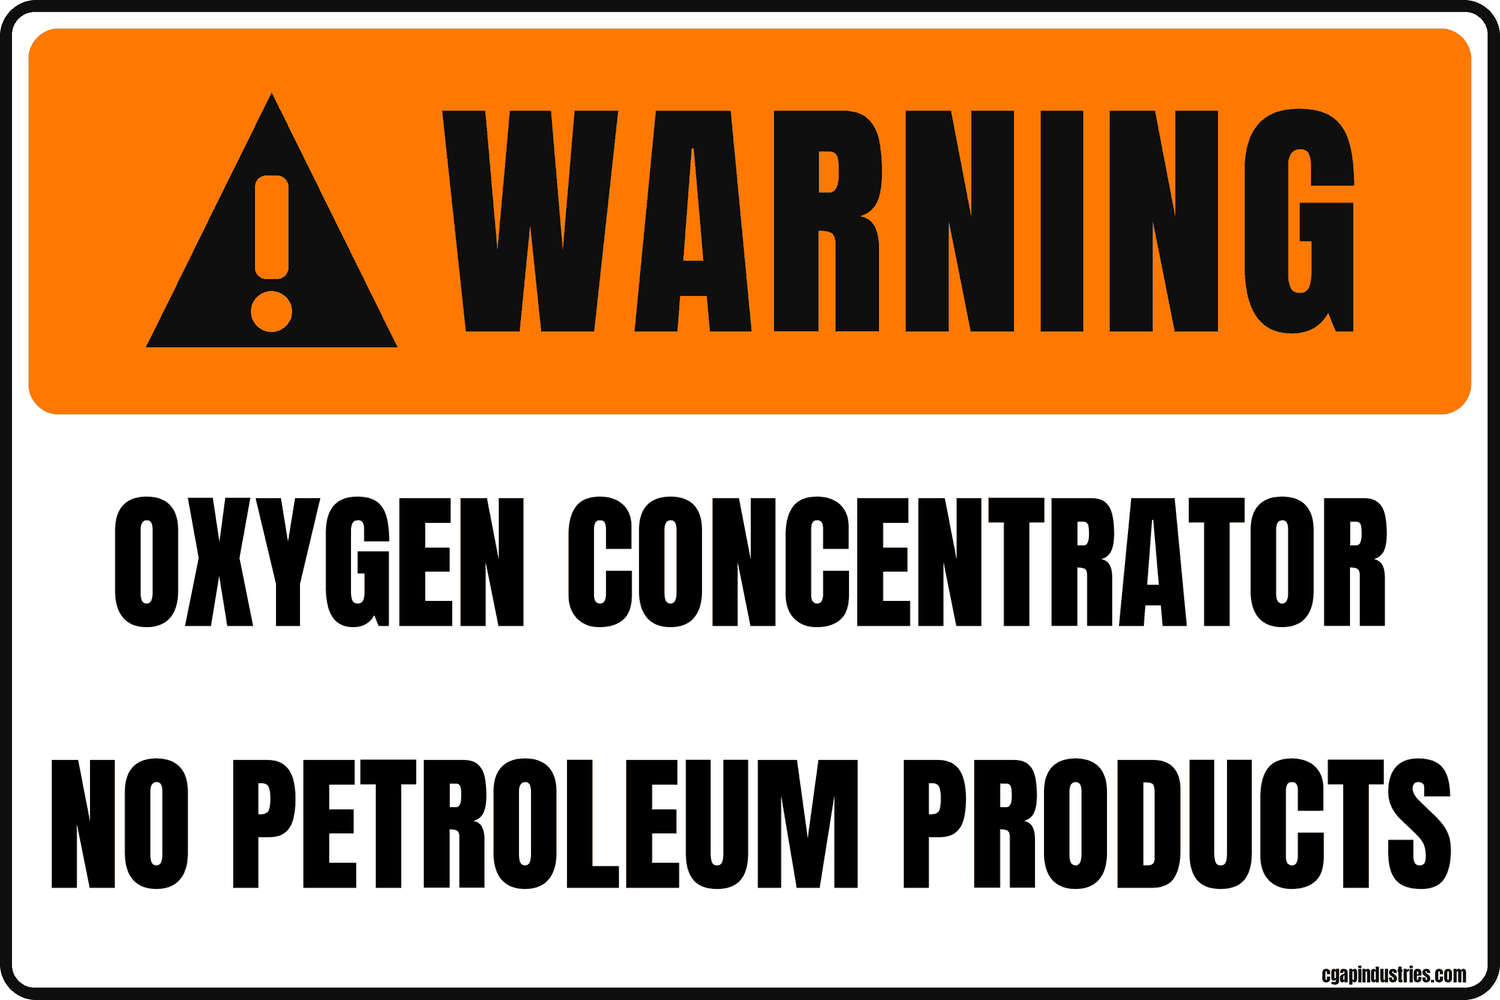 WARNING
OXYGEN CONCENTRATOR
NO PETROLEUM PRODUCTS
cgapindustries.com